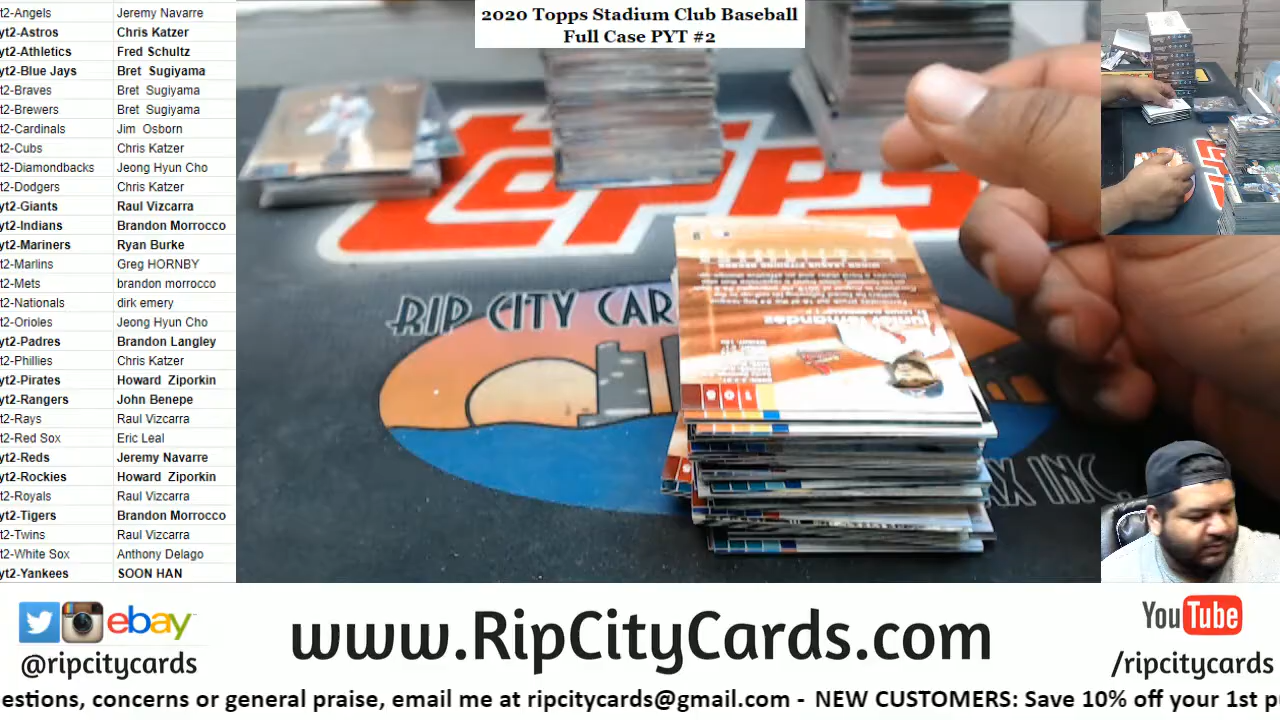 2020 Topps Stadium Club Baseball
Full Case PYT #2
t2-Angels Jeremy Navarre
yt2-Astros Chris Katzer
yt2-Athletics Fred Schultz
yt2-Blue Jays Bret Sugiyama
t2-Braves Bret Sugiyama
t2-Brewers Bret Sugiyama
t2-Cardinals Jim Osborn
t2-Cubs Chris Katzer
t2-Diamondbacks Jeong Hyun Cho
t2-Dodgers Chris Katzer
yt2-Giants Raul Vizcarra
yt2-Indians Brandon Morrocco
yt2-Mariners Ryan Burke
t2-Marlins Greg HORNBY
t2-Mets brandon morrocco
t2-Nationals dirk emery
t2-Orioles Jeong Hyun Cho
yt2-Padres Brandon Langley
t2-Phillies Chris Katzer
yt2-Pirates Howard Ziporkin
yt2-Rangers John Benepe
t2-Rays Raul Vizcarra
t2-Red Sox Eric Leal
yt2-Reds Jeremy Navarre
yt2-Rockies Howard Ziporkin
t2-Royals Raul Vizcarra
yt2-Tigers Brandon Morrocco
t2-Twins Raul Vizcarra
t2-White Sox Anthony Delago
yt2-Yankees SOON HAN
topps
RIP CITY CAR
INC.
ebay
@ripcitycards
www.RipCityCards.com
YouTube
/ripcitycards
estions, concerns or general praise, email me at ripcitycards@gmail.com - NEW CUSTOMERS: Save 10% off your 1st p